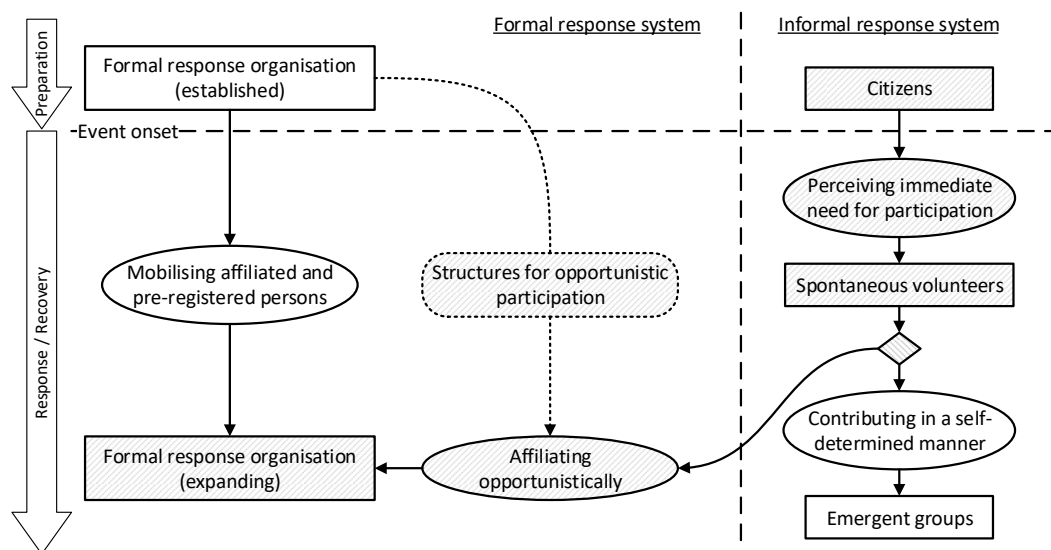 Formal response system
Informal response system
Preparation
Formal response organisation
(established)
Citizens
Event onset
Response / Recovery
Perceiving immediate
need for participation
Mobilising affiliated and
pre-registered persons
Structures for opportunistic
participation
Spontaneous volunteers
Contributing in a self-
determined manner
Formal response organisation
(expanding)
Affiliating
opportunistically
Emergent groups